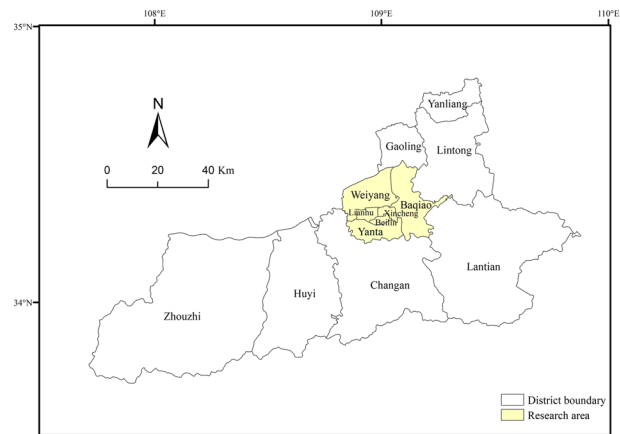 108°E 109°E 110°E
35°N
N
0 20 40 Km
Yanliang
Gaoling Lintong
Weiyang
Baqiao
Lianhu Xincheng
Beilin
Yanta
Lantian
Changan
Huyi
Zhouzhi
34°N
District boundary
Research area